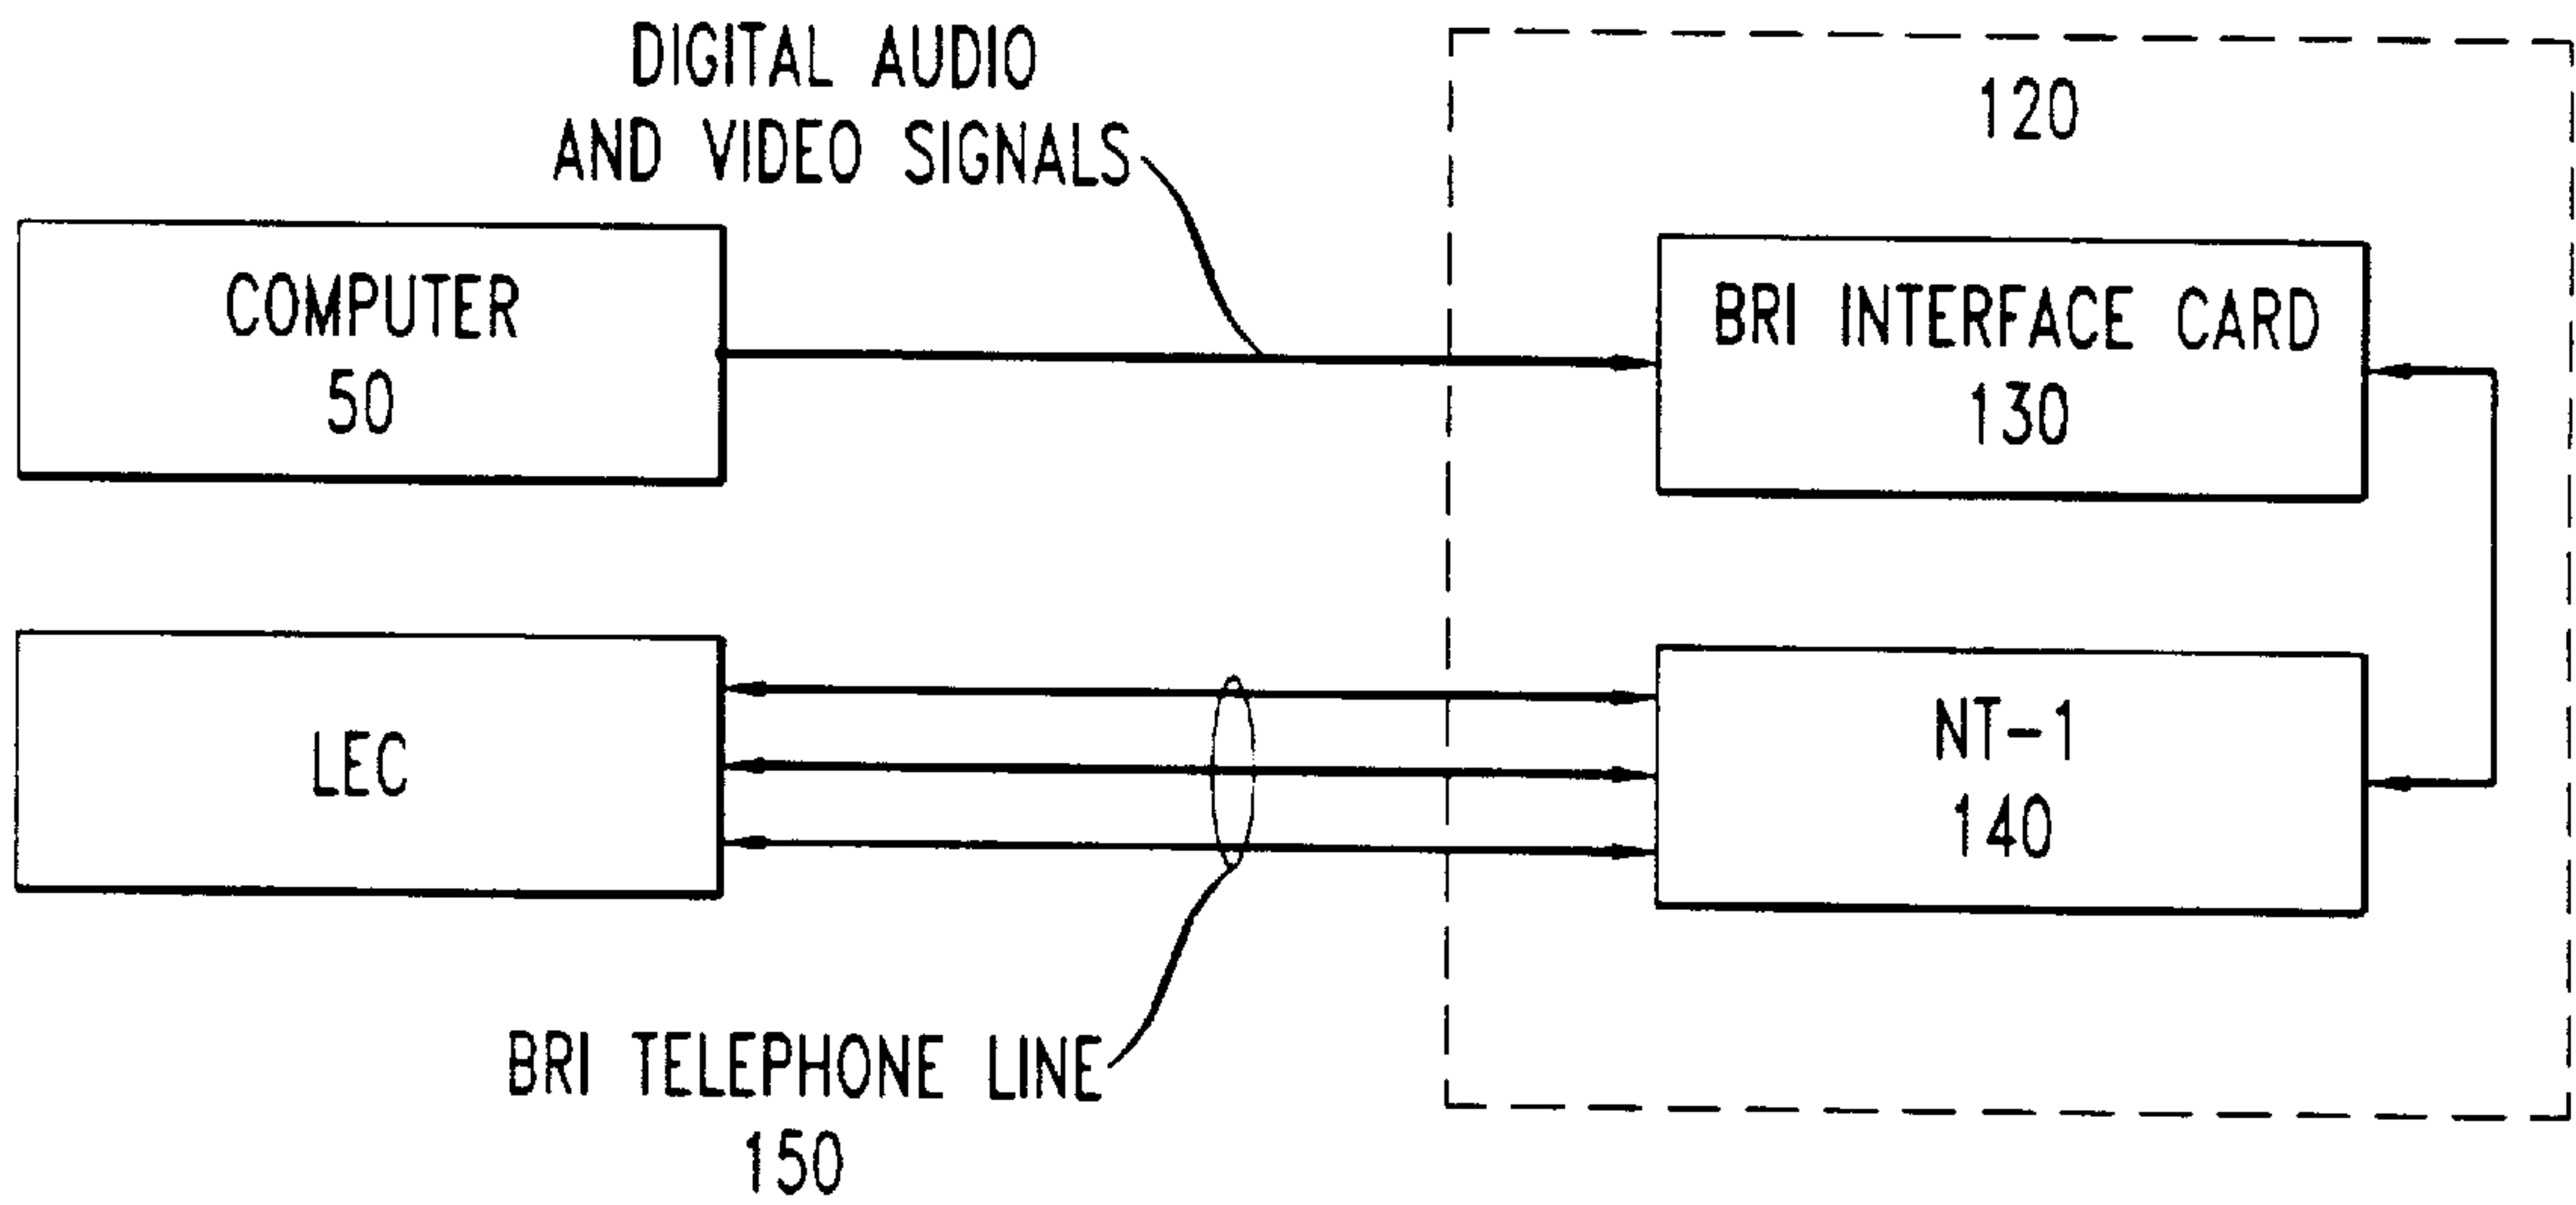 DIGITAL AUDIO
AND VIDEO SIGNALS
120
COMPUTER
50
BRI INTERFACE CARD
130
LEC
NT-1
140
BRI TELEPHONE LINE
150